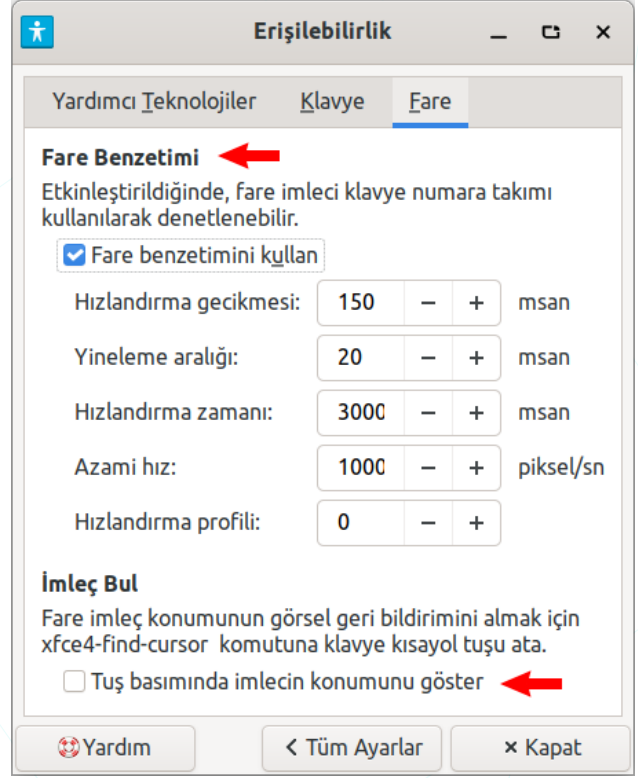 Erişilebilirlik
Yardımcı Teknolojiler Klavye Fare
Fare Benzetimi
Etkinleştirildiğinde, fare imleci klavye numara takımı
kullanılarak denetlenebilir.
Fare benzetimini kullan
Hızlandırma gecikmesi: 150 − + msan
Yineleme aralığı: 20 − + msan
Hızlandırma zamanı: 3000 − + msan
Azami hız: 1000 − + piksel/sn
Hızlandırma profili: 0 − +
İmleç Bul
Fare imleç konumunun görsel geri bildirimini almak için
xfce4-find-cursor komutuna klavye kısayol tuşu ata.
Tuş basımında imlecin konumunu göster
Yardım < Tüm Ayarlar × Kapat